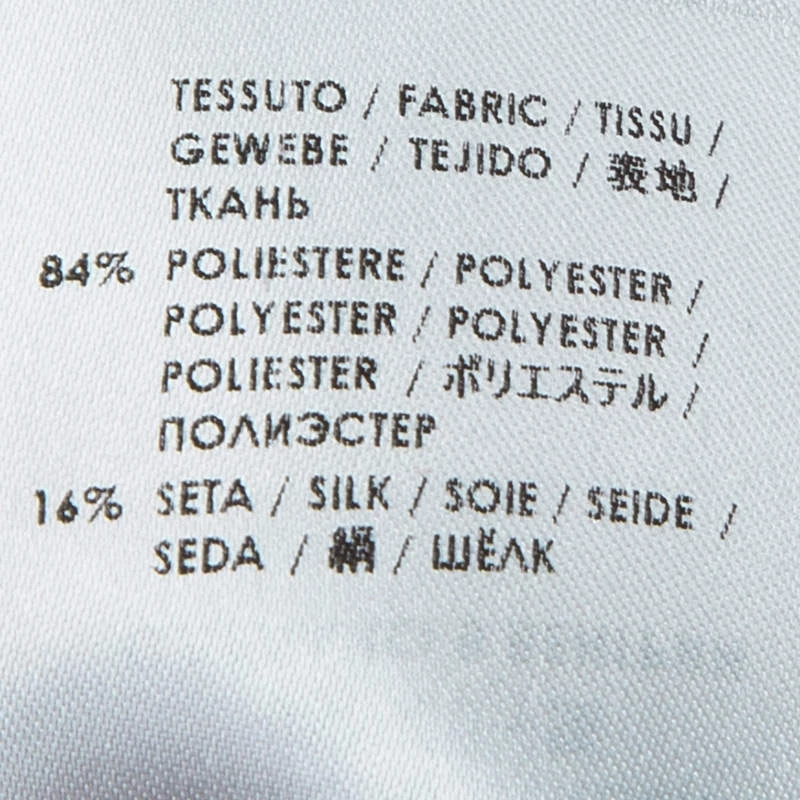 TESSUTO / FABRIC / TISSU /
GEWEBE / TEJIDO / 表地 /
ТКАНЬ
84% POLIESTERE / POLYESTER /
POLYESTER / POLYESTER /
POLIESTER / ポリエステル /
ПОЛИЭСТЕР
16% SETA / SILK / SOIE / SEIDE /
SEDA / 絹 / ШЁЛК